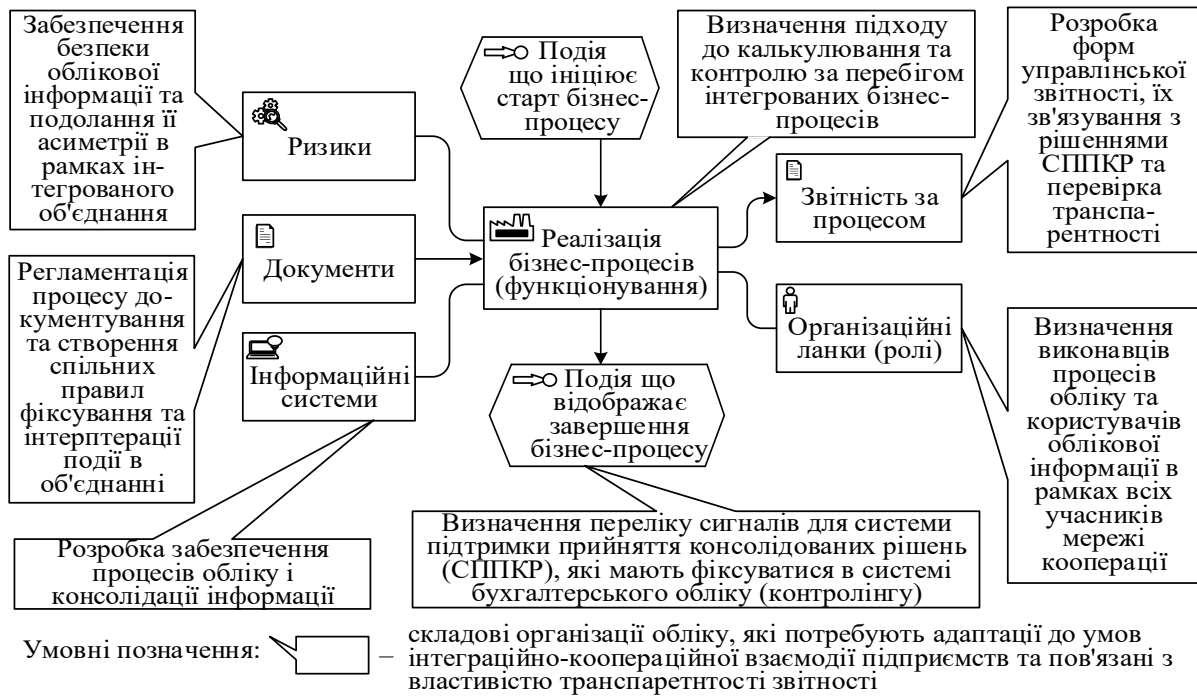 Забезпечення
безпеки
облікової
інформації та
подолання її
асиметрії в
рамках ін-
тегрованого
об'єднання
Ризики
Подія
що ініціює
старт бізнес-
процесу
Визначення підходу
до калькулювання та
контролю за перебігом
інтегрованих бізнес-
процесів
Розробка
форм
управлінської
звітності, їх
зв'язування з
рішеннями
СППКР та
перевірка
транспа-
рентності
Звітність за
процесом
Документи
Реалізація
бізнес-процесів
(функціонування)
Регламентація
процесу до-
кументування
та створення
спільних
правил
фіксування та
інтерптерації
події в
об'єднанні
Інформаційні
системи
Організаційні
ланки (ролі)
Подія що
відображає
завершення
бізнес-процесу
Визначення
виконавців
процесів
обліку та
користувачів
облікової
інформації в
рамках всіх
учасників
мережі
кооперації
Розробка забезпечення
процесів обліку і
консолідації інформації
Визначення переліку сигналів для системи
підтримки прийняття консолідованих рішень
(СППКР), які мають фіксуватися в системі
бухгалтерського обліку (контролінгу)
Умовні позначення:
– складові організації обліку, які потребують адаптації до умов
інтеграційно-коопераційної взаємодії підприємств та пов'язані з
властивістю транспаретнтості звітності